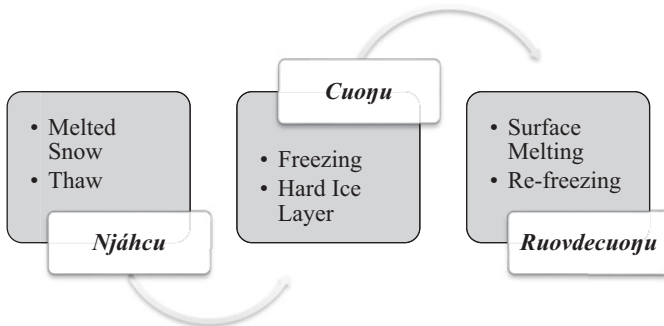 • Melted
Snow
• Thaw
Njáhcu
Cuoŋu
• Freezing
• Hard Ice
Layer
• Surface
Melting
• Re-freezing
Ruovdecuoŋu